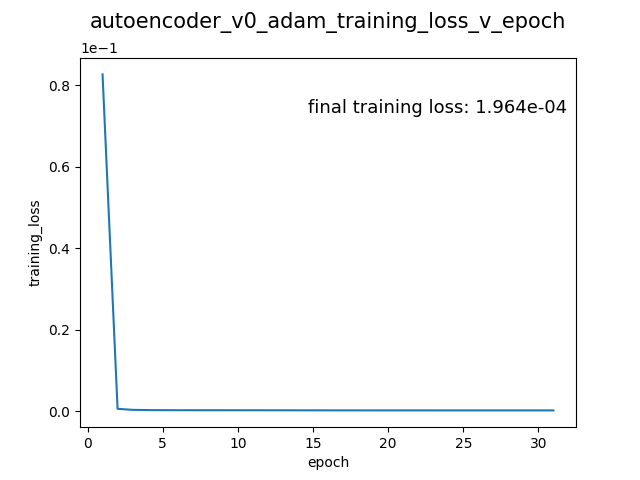 autoencoder_v0_adam_training_loss_v_epoch
1e−1
final training loss: 1.964e-04
0.8
0.6
0.4
0.2
0.0
training_loss
0 5 10 15 20 25 30
epoch